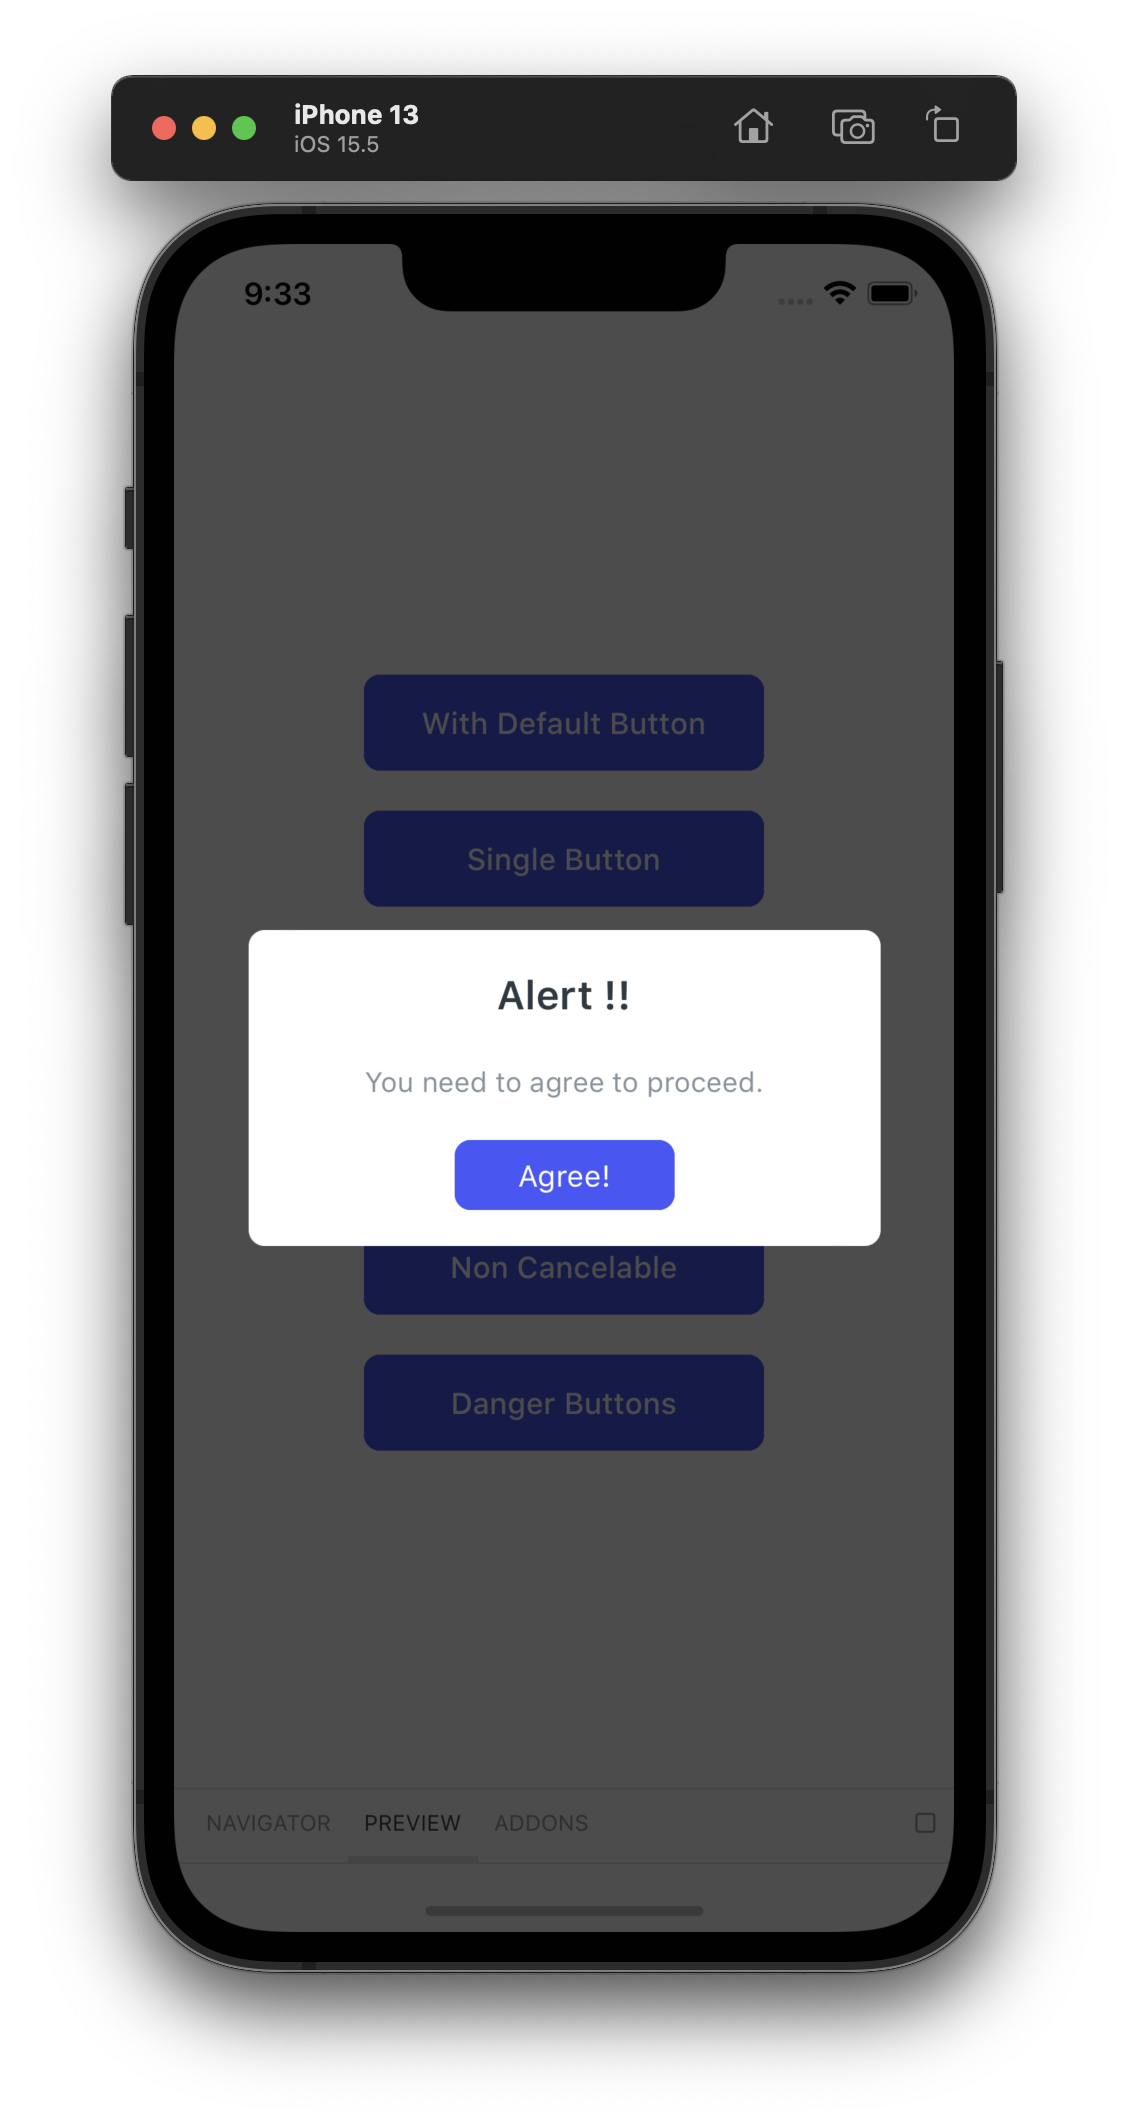 iPhone 13
iOS 15.5
9:33
With Default Button
Single Button
Alert !!
You need to agree to proceed.
Agree!
Non Cancelable
Danger Buttons
NAVIGATOR PREVIEW ADDONS